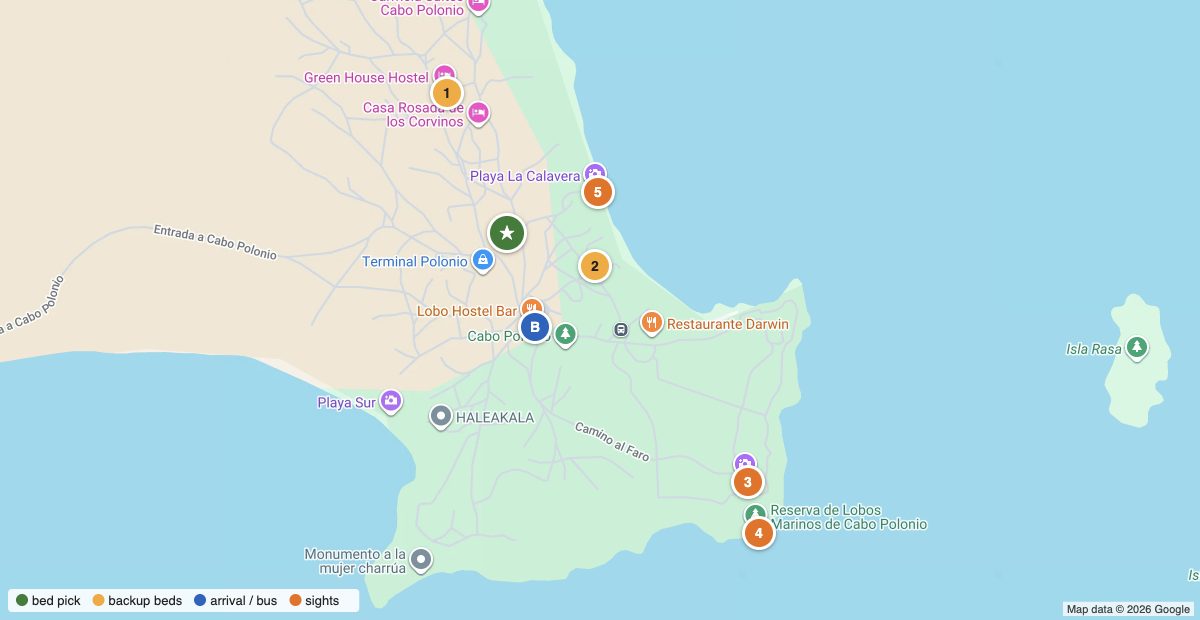 Cabo Polonio
Green House Hostel
1
Casa Rosada de
los Corvinos
Playa La Calavera
5
Entrada a Cabo Polonio
Terminal Polonio
2
a a Cabo Polonio
Lobo Hostel Bar
B
Restaurante Darwin
Isla Rasa
Playa Sur
HALEAKALA
Camino al Faro
3
Reserva de Lobos
Marinos de Cabo Polonio
4
Monumento a la
mujer charrúa
Is
bed pick
backup beds
arrival / bus
sights
Map data © 2026 Google